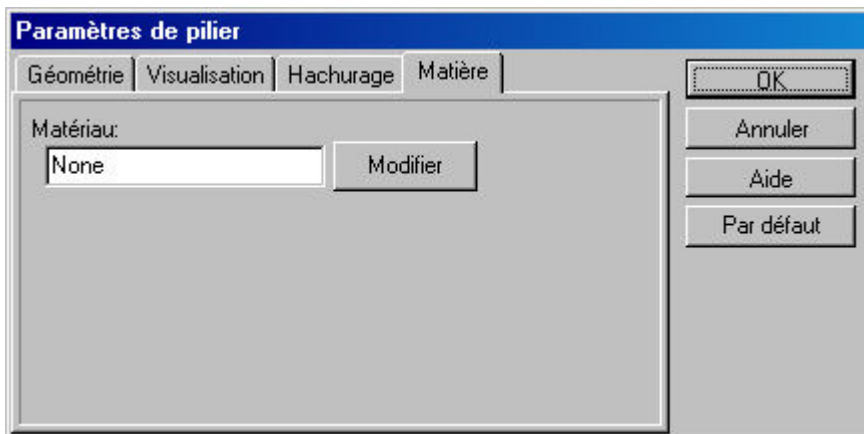 Paramètres de pilier
Géométrie Visualisation Hachurage Matière
Matériau:
None Modifier
OK
Annuler
Aide
Par défaut